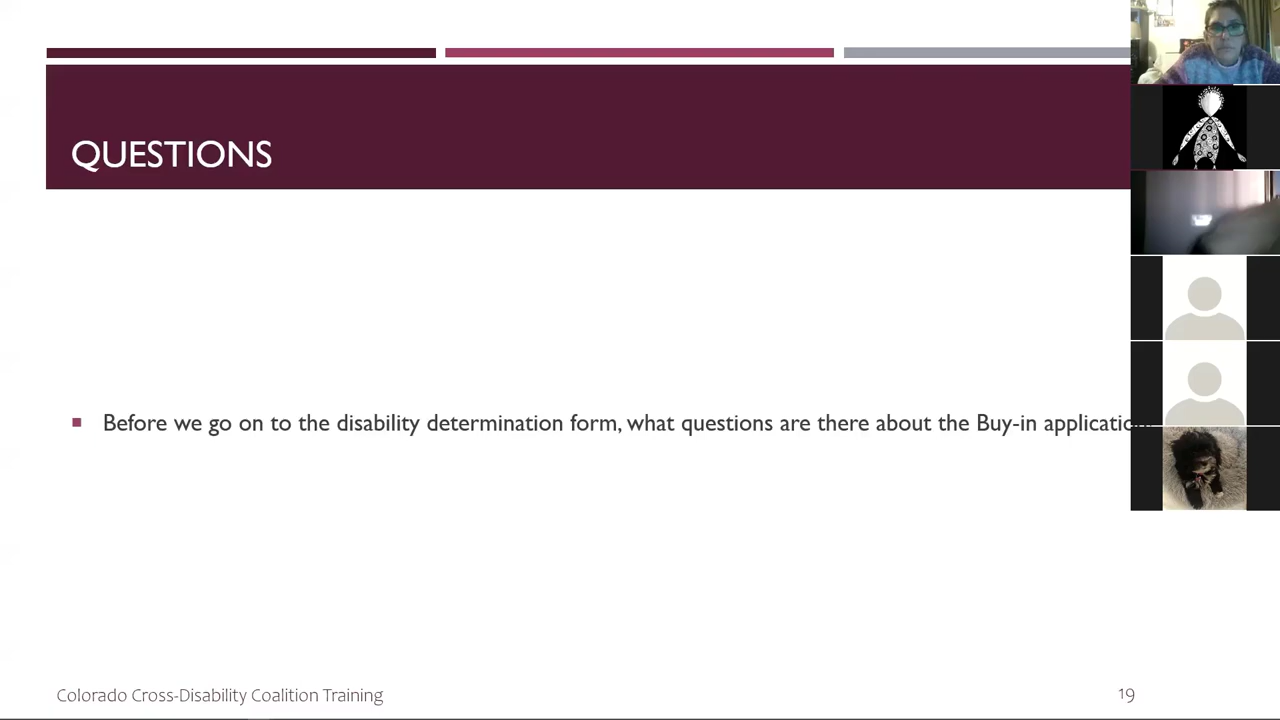 QUESTIONS
Before we go on to the disability determination form, what questions are there about the Buy-in application
Colorado Cross-Disability Coalition Training
19